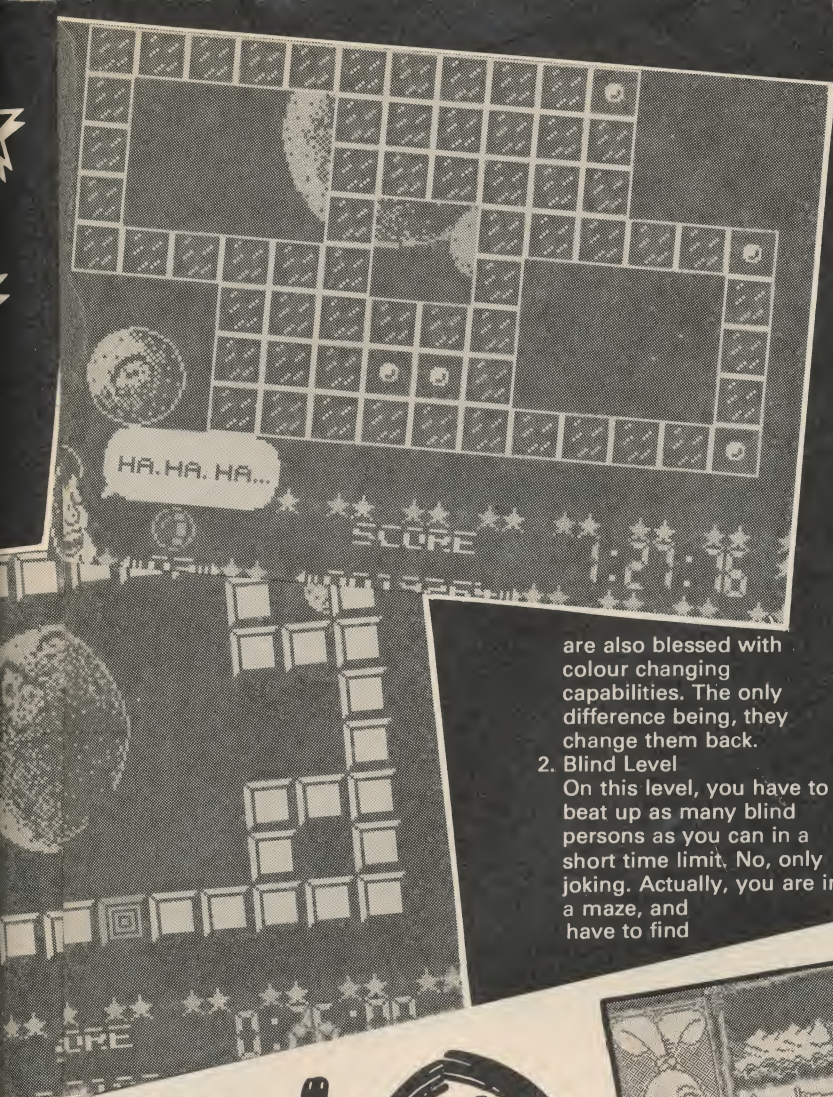 HA. HA. HA...
SCORE
1:27:76
are also blessed with
colour changing
capabilities. The only
difference being, they
change them back.
2. Blind Level
On this level, you have to
beat up as many blind
persons as you can in a
short time limit. No, only
joking. Actually, you are in
a maze, and
have to find